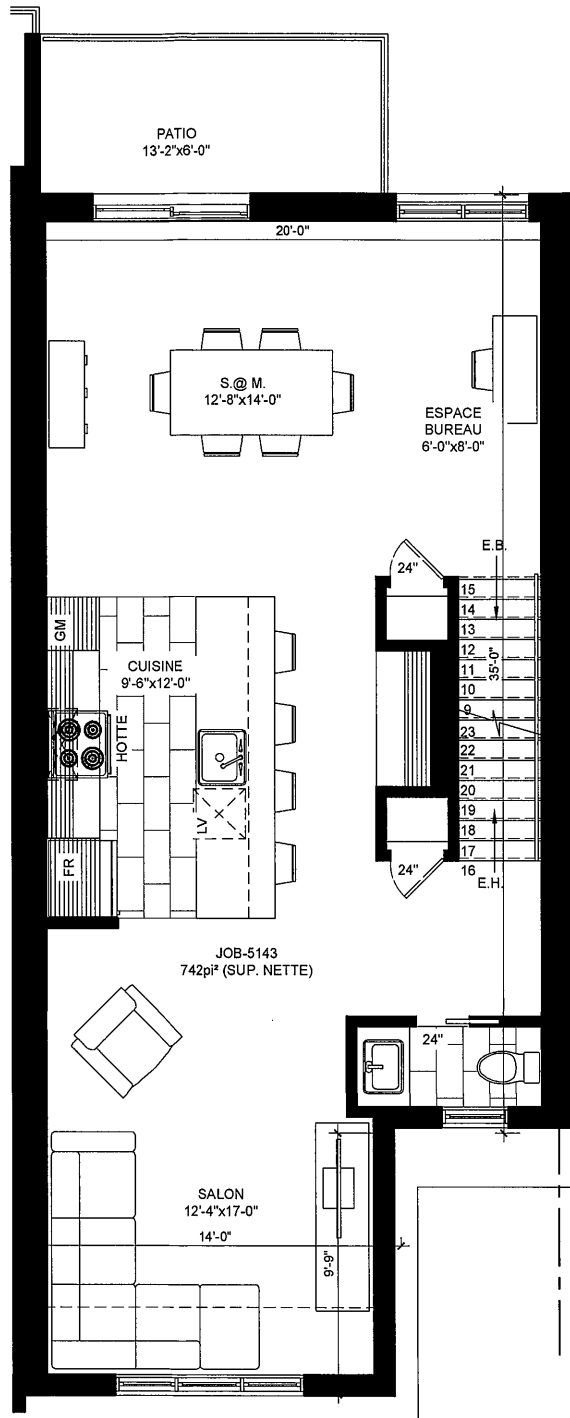 PATIO
13'-2"x6'-0"
20'-0"
S.@ M.
12'-8"x14'-0"
ESPACE
BUREAU
6'-0"x8'-0"
E.B.
24"
15
14
13
12
11
10
9
23
22
21
20
19
18
17
16
35'-0"
GM
CUISINE
9'-6"x12'-0"
HOTTE
LV
FR
24"
E.H.
JOB-5143
742pi² (SUP. NETTE)
24"
SALON
12'-4"x17'-0"
14'-0"
9'-9"